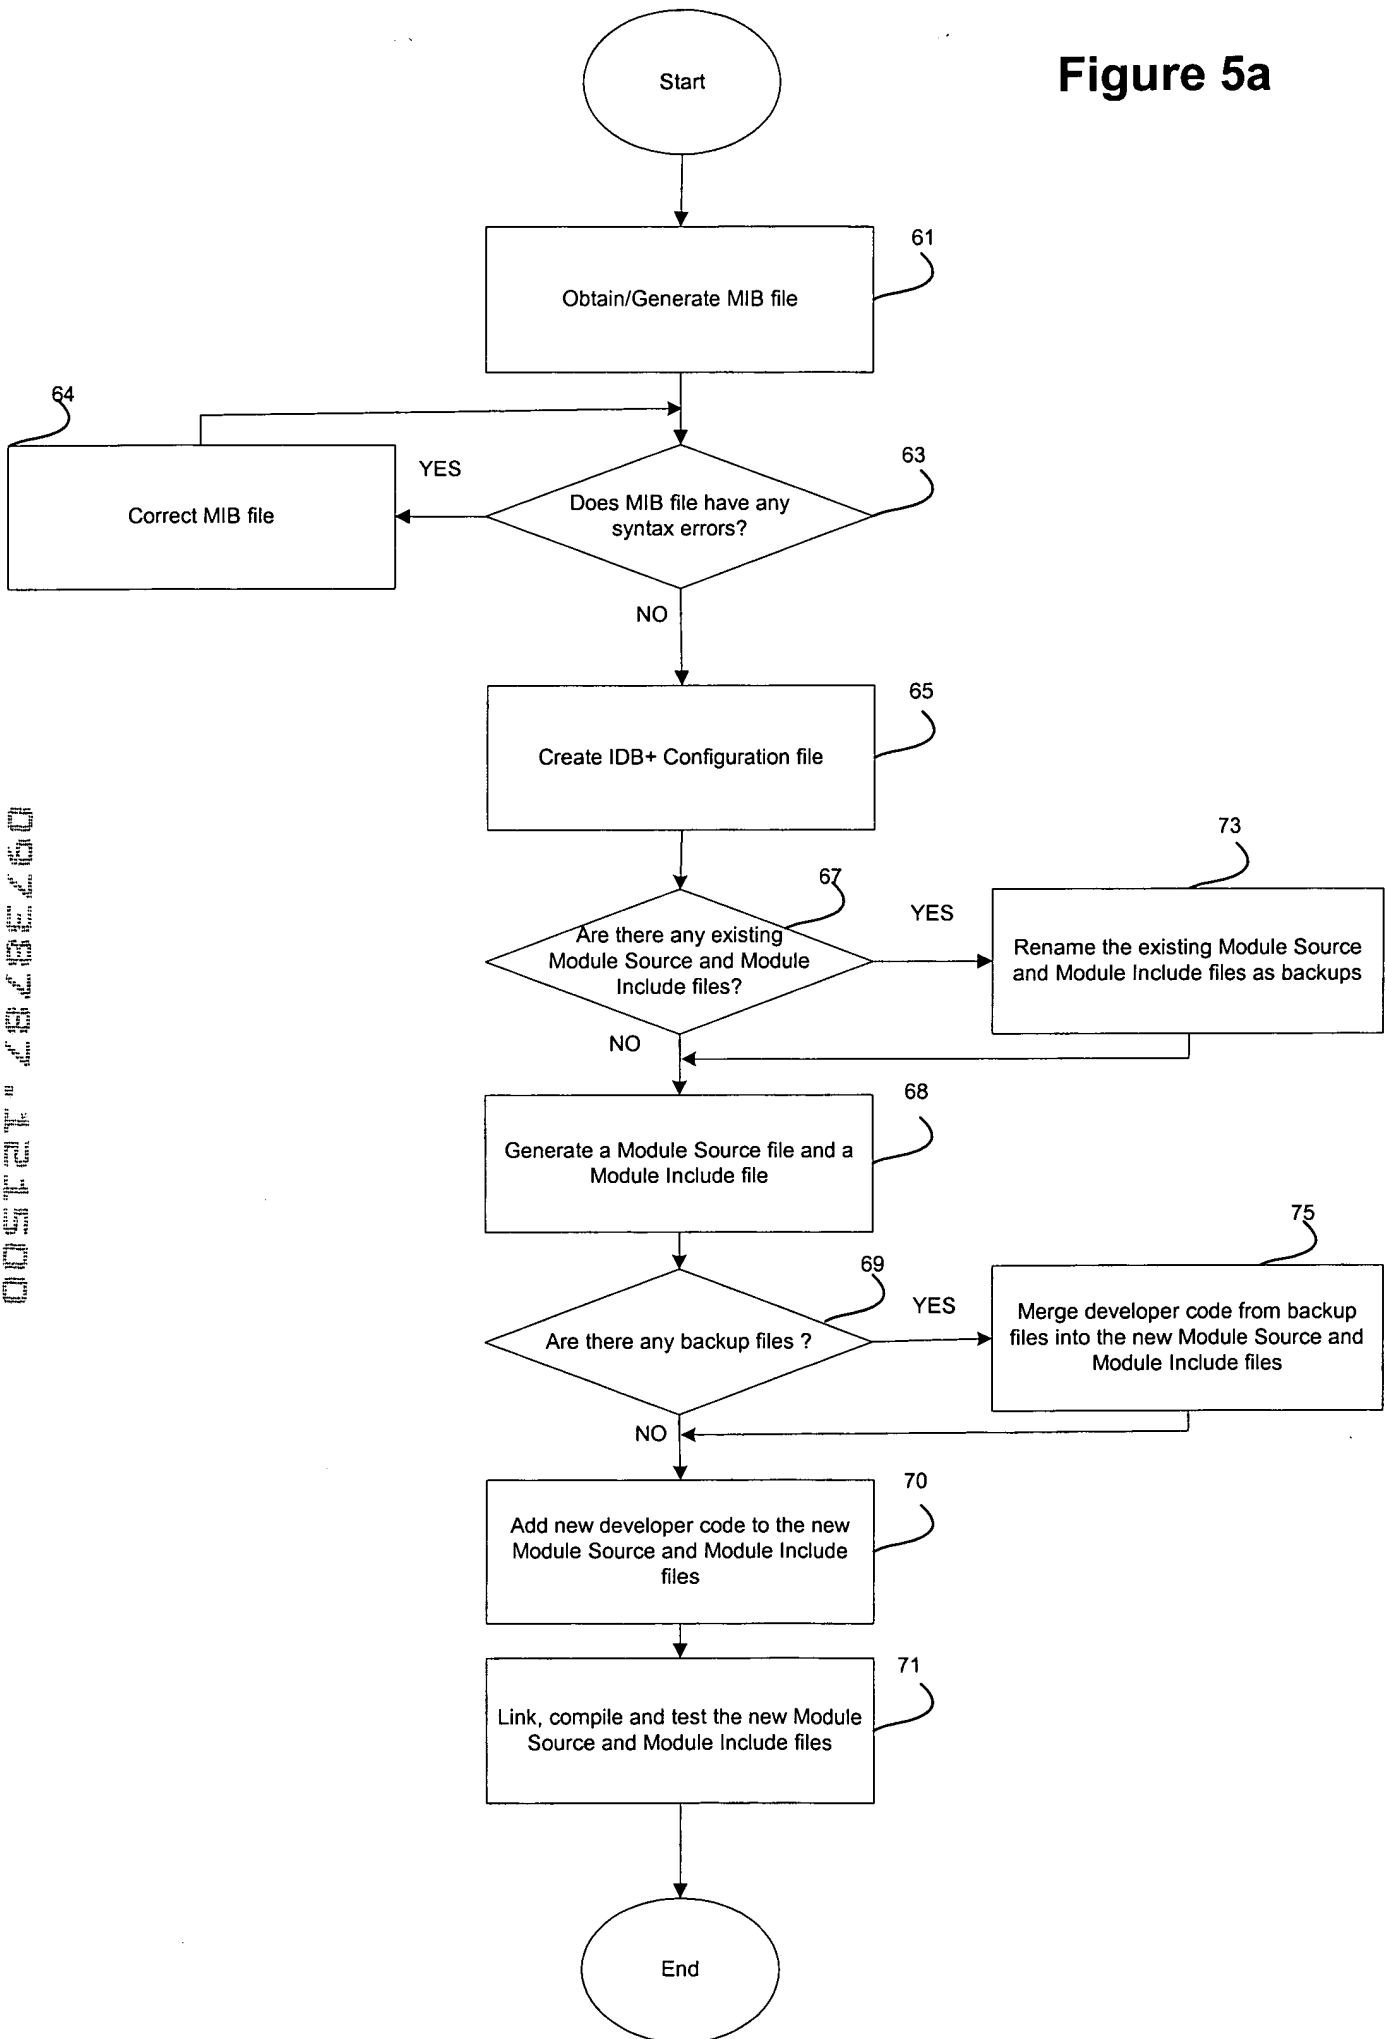 Figure 5a
Start
61
Obtain/Generate MIB file
64
YES
63
Correct MIB file
Does MIB file have any
syntax errors?
NO
65
Create IDB+ Configuration file
73
67
YES
Are there any existing
Module Source and Module
Include files?
Rename the existing Module Source
and Module Include files as backups
NO
68
Generate a Module Source file and a
Module Include file
75
69
YES
Are there any backup files ?
Merge developer code from backup
files into the new Module Source and
Module Include files
NO
70
Add new developer code to the new
Module Source and Module Include
files
71
Link, compile and test the new Module
Source and Module Include files
End
09738787.121500